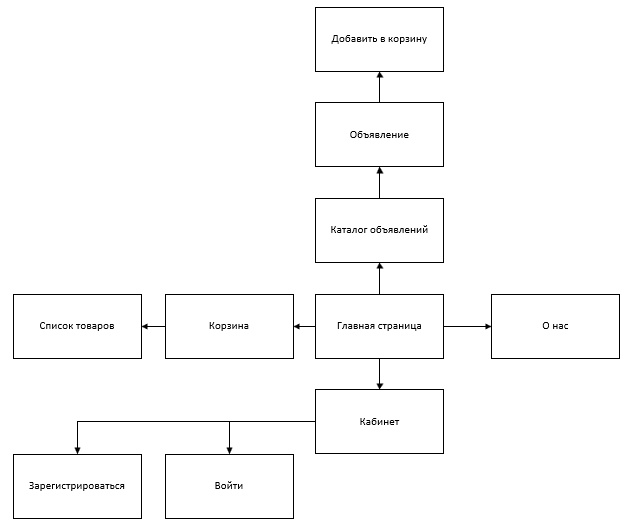 Добавить в корзину
Объявление
Каталог объявлений
Список товаров
Корзина
Главная страница
О нас
Кабинет
Зарегистрироваться
Войти